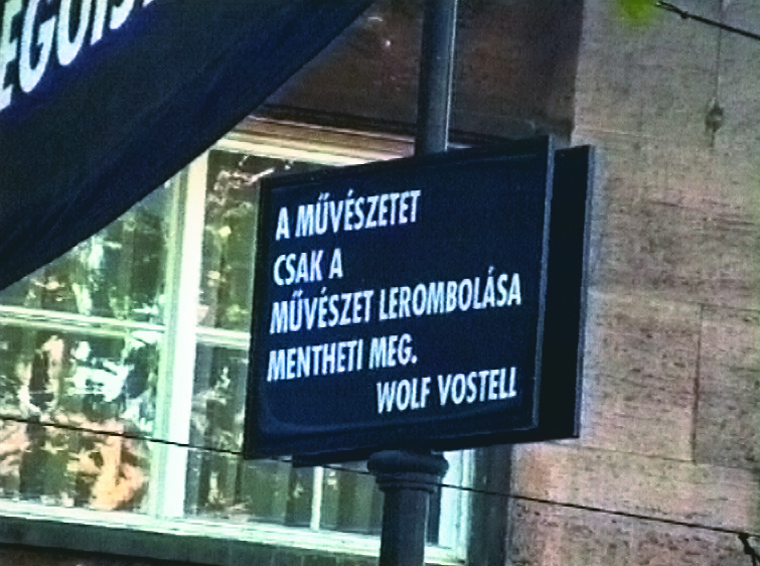 A MŰVÉSZETET
CSAK A
MŰVÉSZET LEROMBOLÁSA
MENTHETI MEG.
WOLF VOSTELL